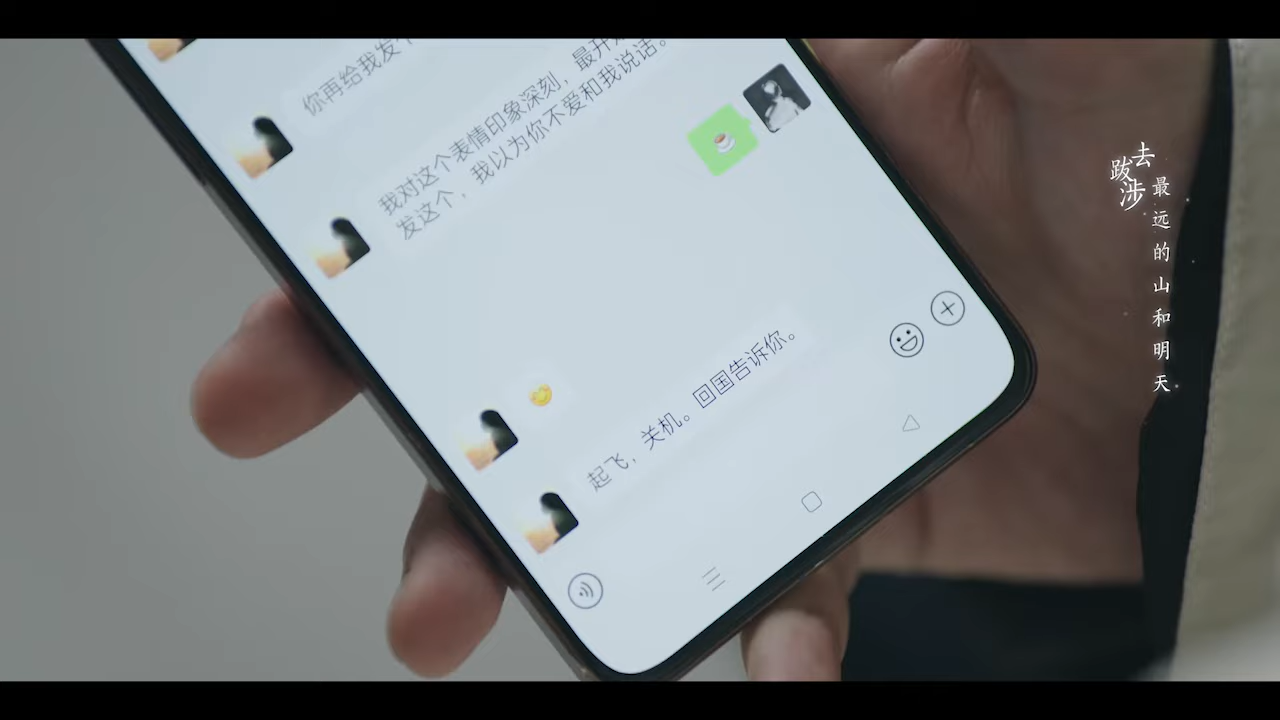 你再给我发个
我对这个表情印象深刻，最开
发这个，我以为你不爱和我说话。
起飞，关机。回国告诉你。
去跋涉
最远的山和明天